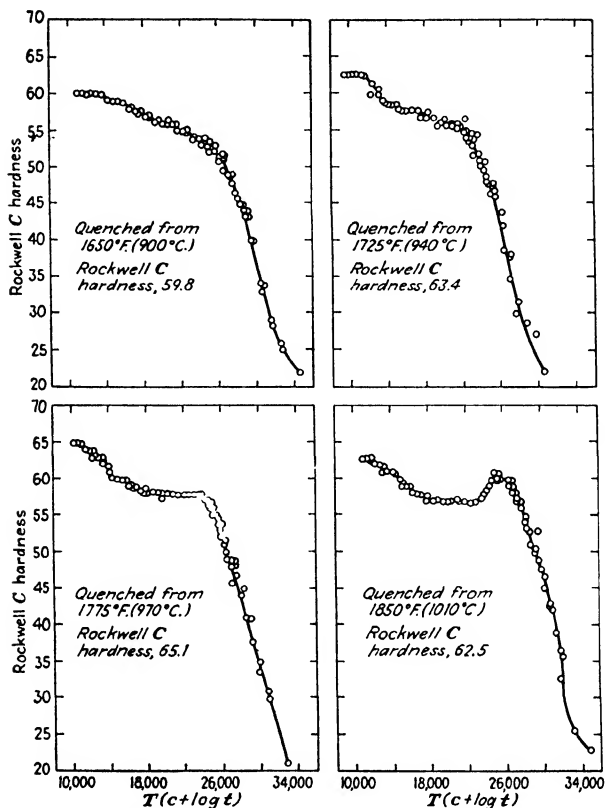 70
65
60
55
50
45
40
35
30
25
20
Rockwell C hardness
Quenched from
1650°F.(900°C.)
Rockwell C
hardness, 59.8
Quenched from
1725°F.(940°C)
Rockwell C
hardness, 63.4
70
65
60
55
50
45
40
35
30
25
20
Rockwell C hardness
Quenched from
1775°F.(970°C.)
Rockwell C
hardness, 65.1
Quenched from
1850°F.(1010°C)
Rockwell C
hardness, 62.5
10,000 18,000 26,000 34,000
10,000 18,000 26,000 34,000
T(c+log t)
T(c+log t)